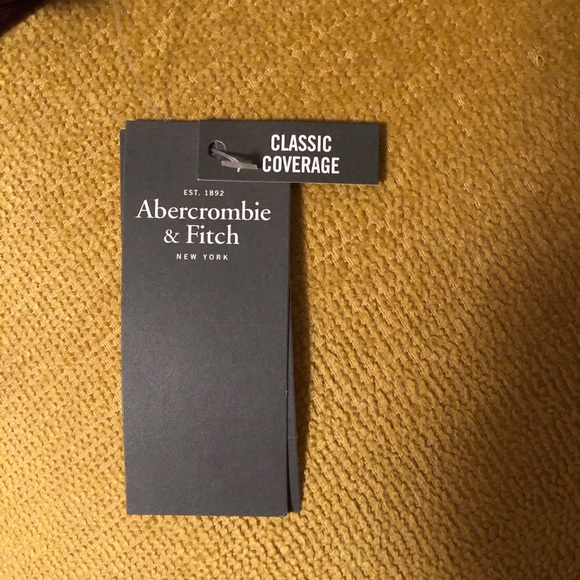 CLASSIC
COVERAGE
EST. 1892
Abercrombie
& Fitch
NEW YORK